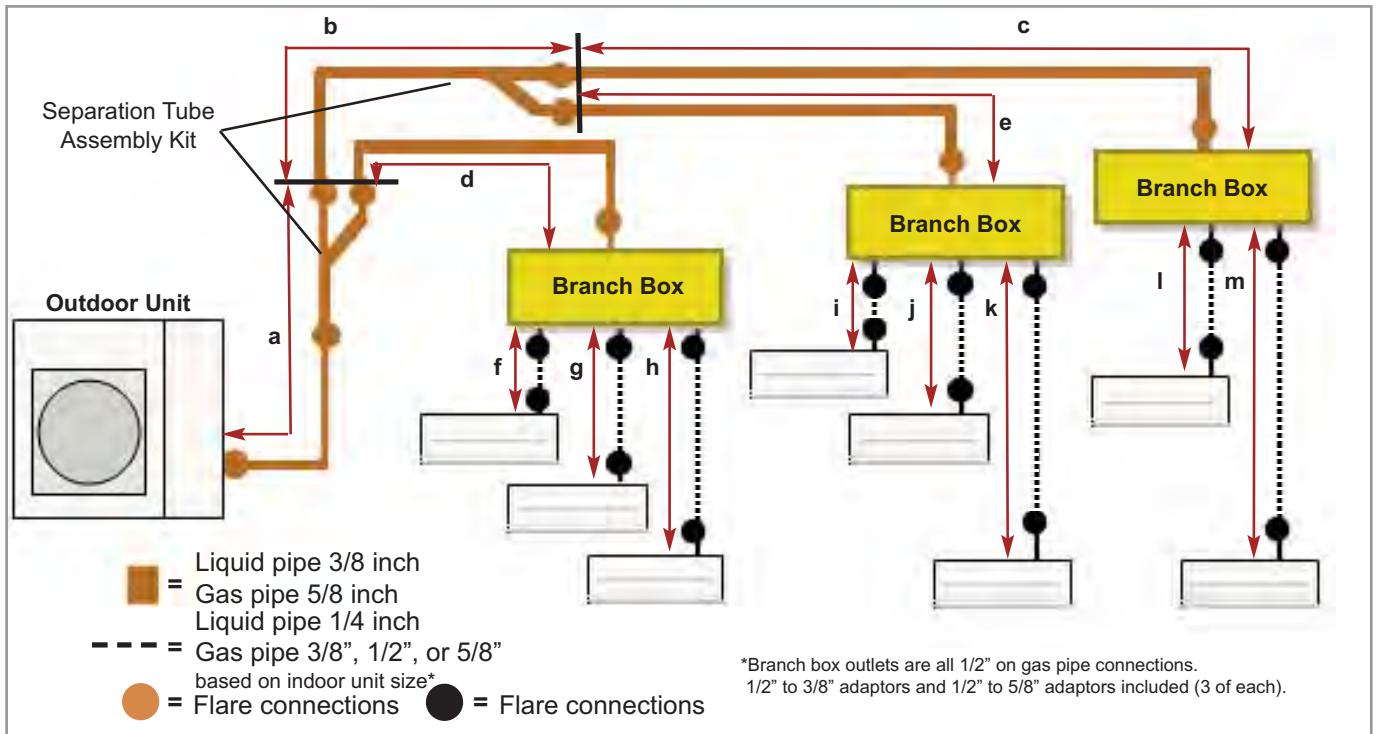 b
c
Separation Tube
Assembly Kit
e
d
Branch Box
Branch Box
Branch Box
Outdoor Unit
a
f
g
h
i
j
k
l
m
= Liquid pipe 3/8 inch
Gas pipe 5/8 inch
Liquid pipe 1/4 inch
= Gas pipe 3/8”, 1/2”, or 5/8”
based on indoor unit size*
= Flare connections
= Flare connections
*Branch box outlets are all 1/2” on gas pipe connections.
1/2” to 3/8” adaptors and 1/2” to 5/8” adaptors included (3 of each).